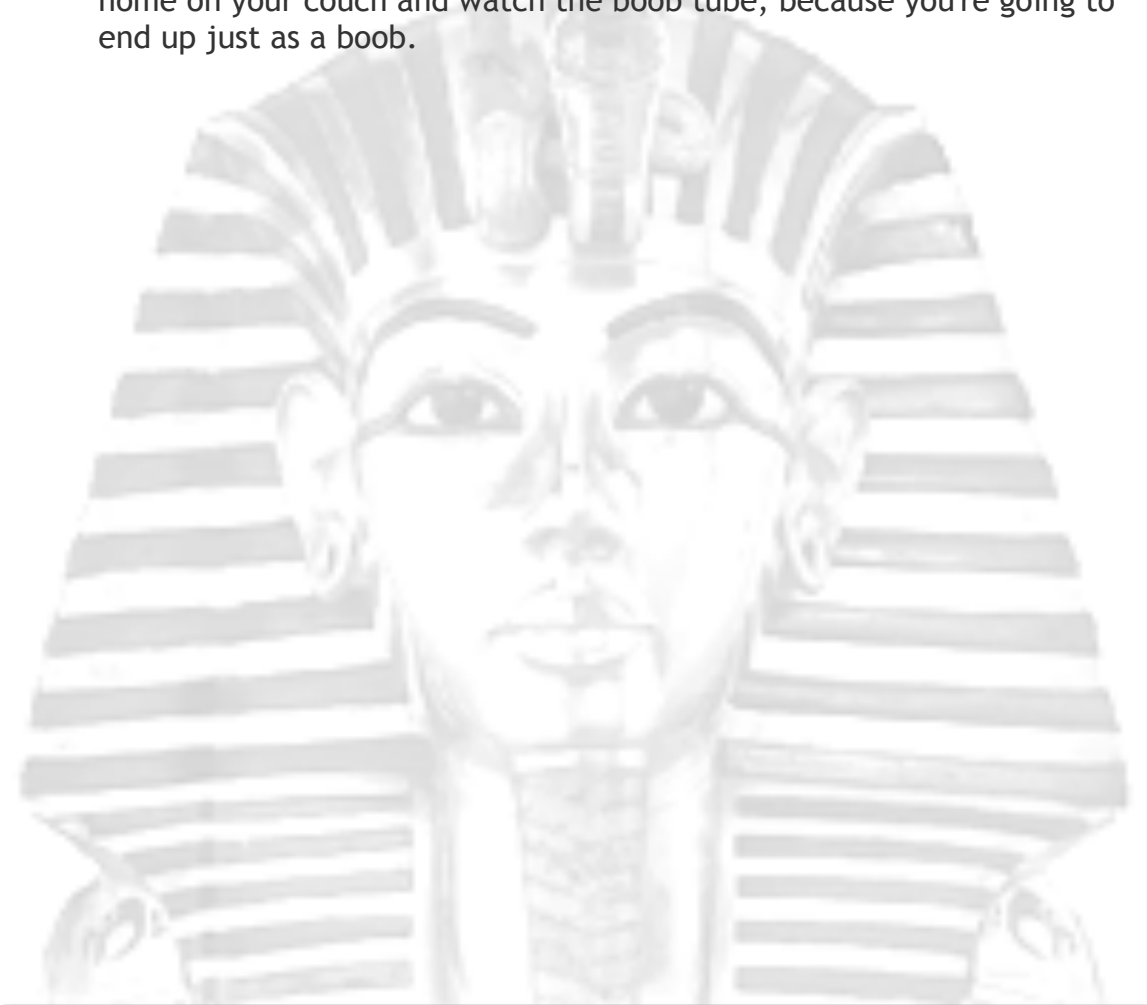 home on your couch and watch the boob tube, because you're going to
end up just as a boob.